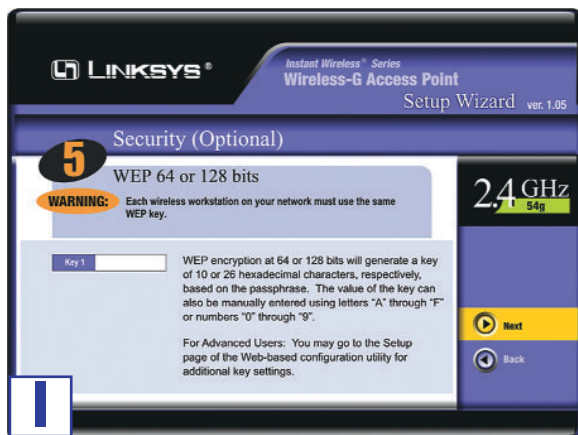 LINKSYS®
Instant Wireless® Series
Wireless-G Access Point
Setup Wizard ver. 1.05
Security (Optional)
5
WEP 64 or 128 bits
WARNING: Each wireless workstation on your network must use the same
WEP key.
2.4 GHz
54g
Key 1
WEP encryption at 64 or 128 bits will generate a key
of 10 or 26 hexadecimal characters, respectively,
based on the passphrase. The value of the key can
also be manually entered using letters “A” through “F”
or numbers “0” through “9”.
For Advanced Users: You may go to the Setup
page of the Web-based configuration utility for
additional key settings.
Next
Back
I